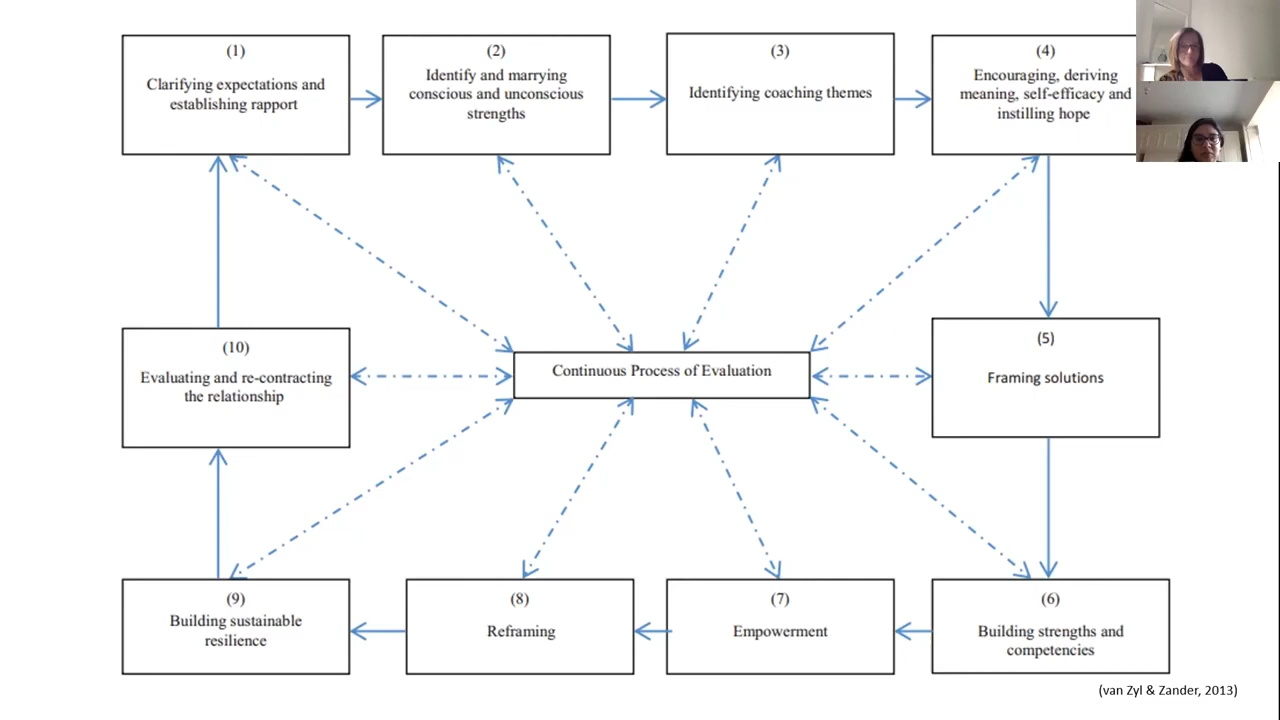 (1)
Clarifying expectations and
establishing rapport
(2)
Identify and marrying
conscious and unconscious
strengths
(3)
Identifying coaching themes
(4)
Encouraging, deriving
meaning, self-efficacy and
instilling hope
(10)
Evaluating and re-contracting
the relationship
Continuous Process of Evaluation
(5)
Framing solutions
(9)
Building sustainable
resilience
(8)
Reframing
(7)
Empowerment
(6)
Building strengths and
competencies
(van Zyl & Zander, 2013)